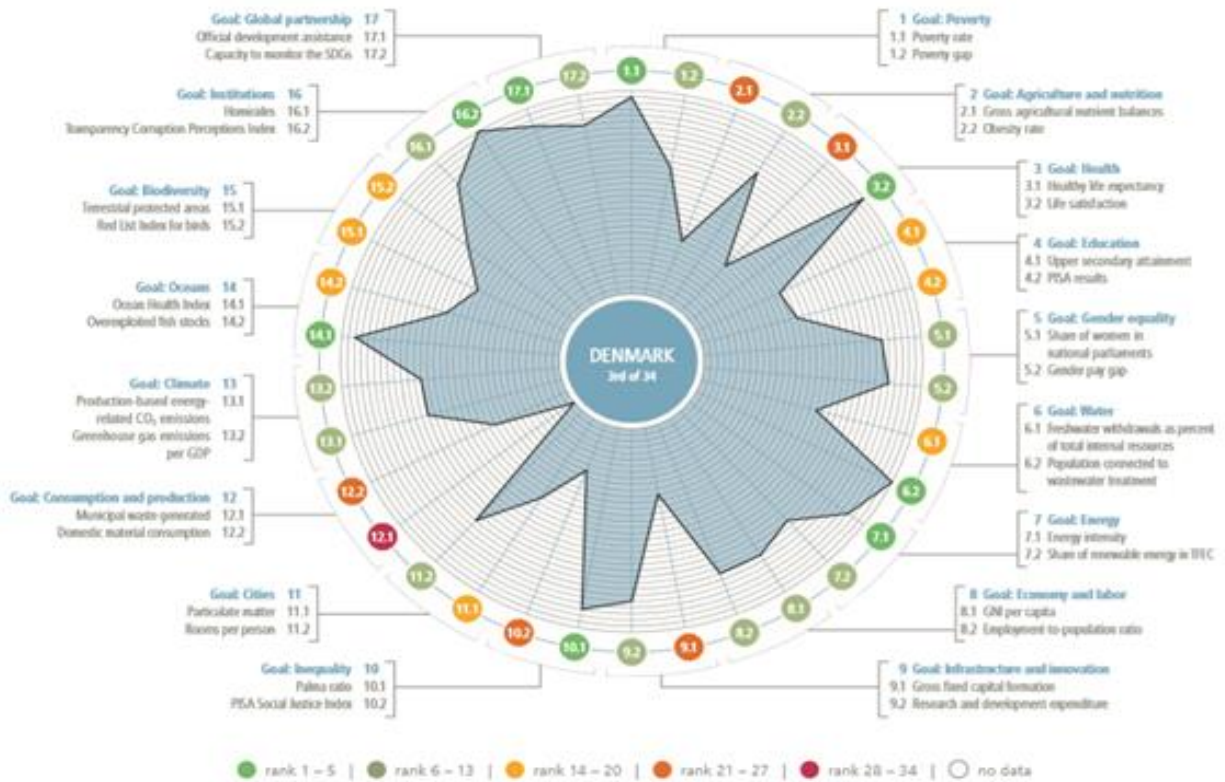 Goal: Global partnership 17
Official development assistance 17.1
Capacity to monitor the SDGs 17.2
Goal: Institutions 16
Homicides 16.1
Transparency Corruption Perceptions Index 16.2
Goal: Biodiversity 15
Terrestrial protected areas 15.1
Red List Index for birds 15.2
Goal: Oceans 14
Ocean Health Index 14.1
Overexploited fish stocks 14.2
Goal: Climate 13
Production-based energy- 13.1
related CO₂ emissions
Greenhouse gas emissions 13.2
per GDP
Goal: Consumption and production 12
Municipal waste generated 12.1
Domestic material consumption 12.2
Goal: Cities 11
Particulate matter 11.1
Rooms per person 11.2
Goal: Inequality 10
Palma ratio 10.1
PISA Social Justice Index 10.2
1 Goal: Poverty
1.1 Poverty rate
1.2 Poverty gap
2 Goal: Agriculture and nutrition
2.1 Gross agricultural nutrient balances
2.2 Obesity rate
3 Goal: Health
3.1 Healthy life expectancy
3.2 Life satisfaction
4 Goal: Education
4.1 Upper secondary attainment
4.2 PISA results
5 Goal: Gender equality
5.1 Share of women in
national parliaments
5.2 Gender pay gap
6 Goal: Water
6.1 Freshwater withdrawals as percent
of total internal resources
6.2 Population connected to
wastewater treatment
7 Goal: Energy
7.1 Energy intensity
7.2 Share of renewable energy in TFEC
8 Goal: Economy and labor
8.1 GNI per capita
8.2 Employment-to-population ratio
9 Goal: Infrastructure and innovation
9.1 Gross fixed capital formation
9.2 Research and development expenditure
1.1
1.2
2.1
2.2
3.1
3.2
4.1
4.2
5.1
5.2
6.1
6.2
7.1
7.2
8.1
8.2
9.1
9.2
10.1
10.2
11.1
11.2
12.1
12.2
13.1
13.2
14.1
14.2
15.1
15.2
16.1
16.2
17.1
17.2
DENMARK
3rd of 34
rank 1 – 5 | rank 6 – 13 | rank 14 – 20 | rank 21 – 27 | rank 28 – 34 | no data